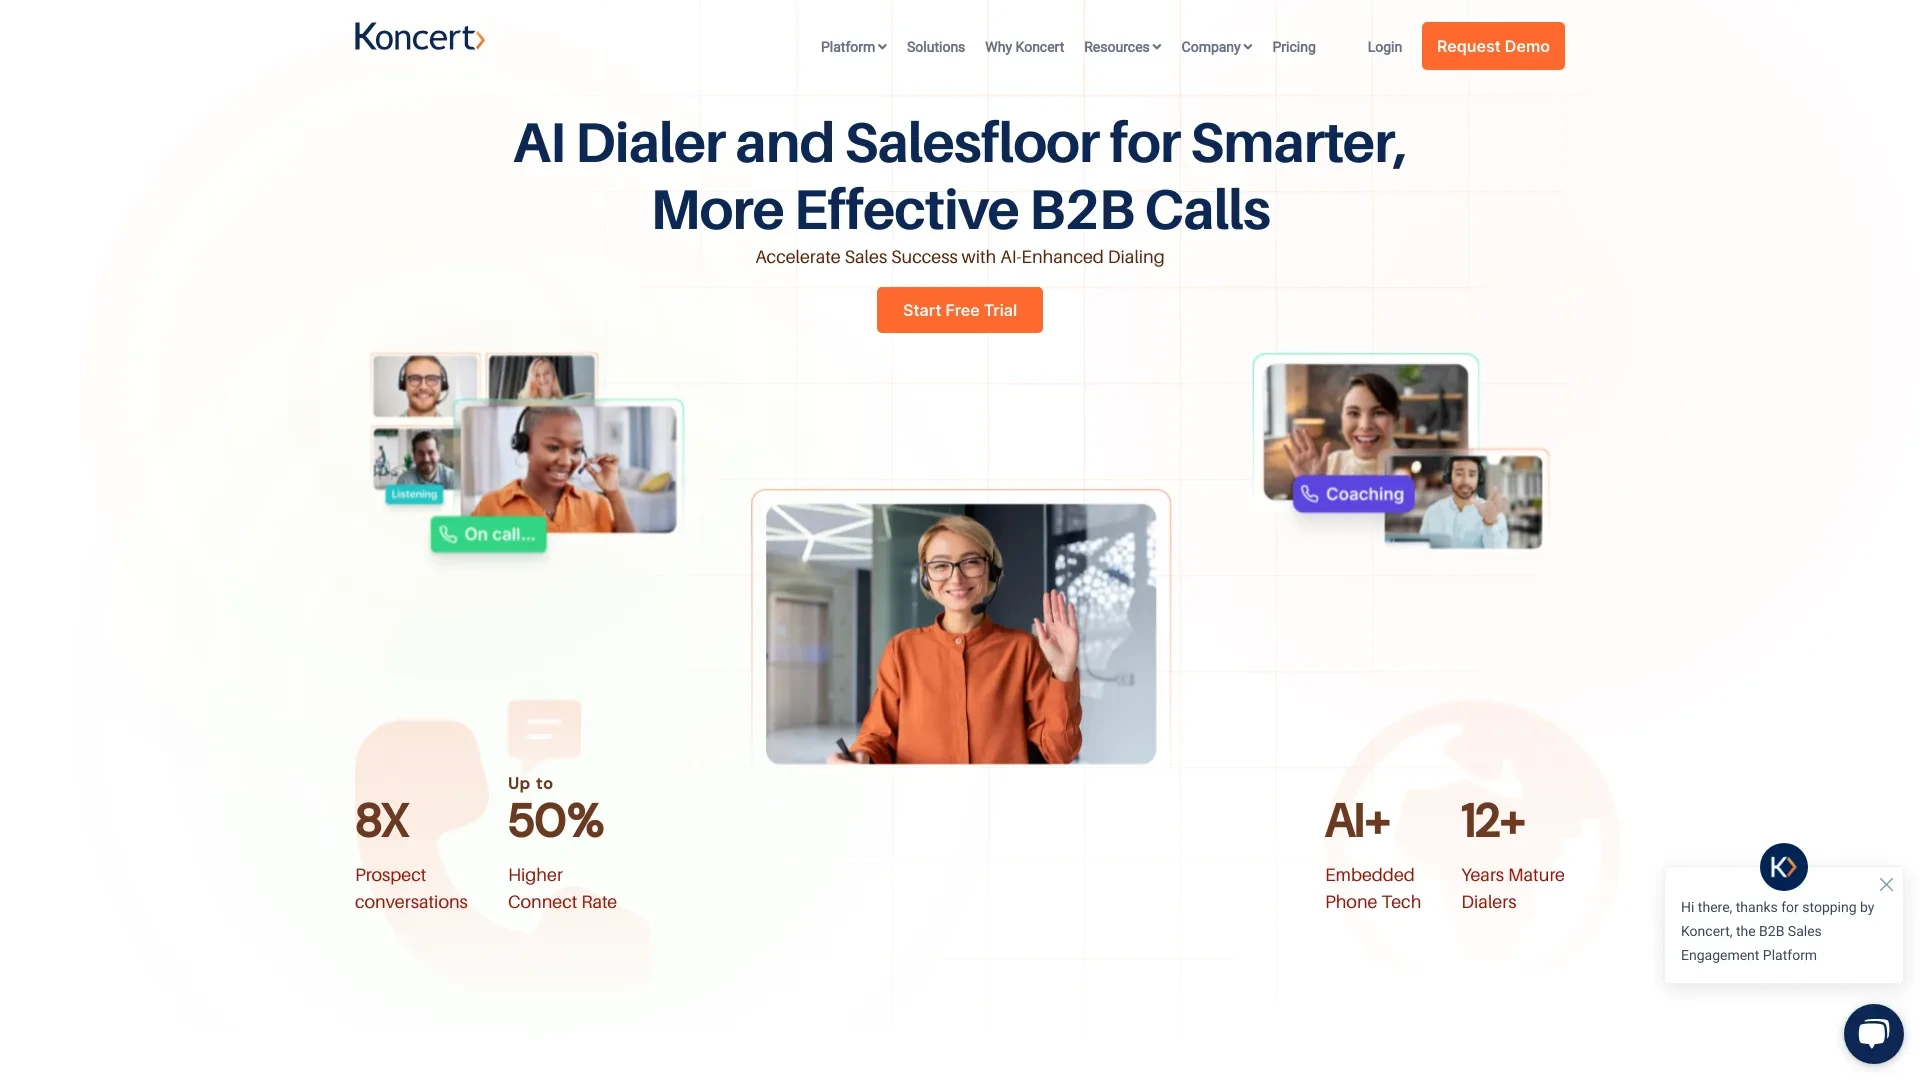 Koncert
Platform
Solutions
Why Koncert
Resources
Company
Pricing
Login
Request Demo
AI Dialer and Salesfloor for Smarter,
More Effective B2B Calls
Accelerate Sales Success with AI-Enhanced Dialing
Start Free Trial
Listening
On call...
Coaching
8X
Prospect
conversations
Up to
50%
Higher
Connect Rate
AI+
Embedded
Phone Tech
12+
Years Mature
Dialers
K
Hi there, thanks for stopping by
Koncert, the B2B Sales
Engagement Platform